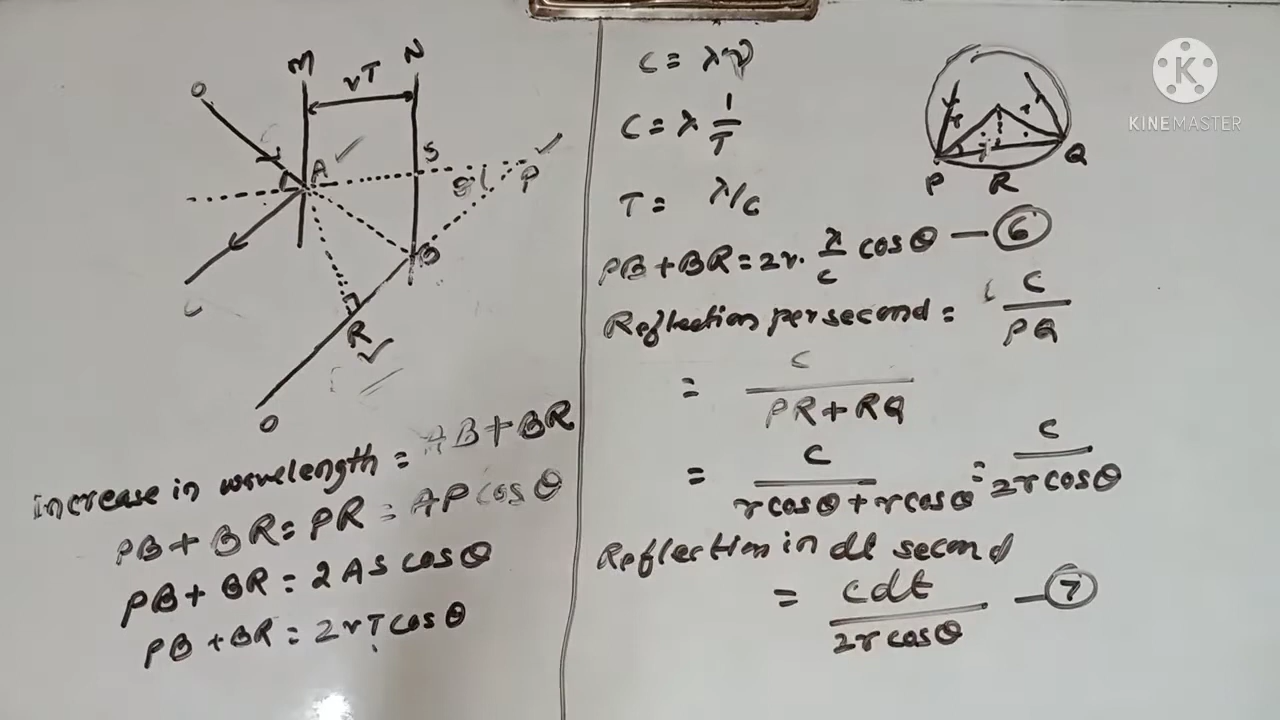 M
N
vT
O
A
S
P
B
R
O
Increase in wavelength = AB + BR
PB + BR = PR = AP cos θ
PB + BR = 2 AS cos θ
PB + BR = 2vT cos θ
C = λν
C = λ 1/T
T = λ/c
P
R
Q
r
r
PB + BR = 2v. λ/c cos θ — ⑥
Reflection per second = C/PQ
= C/PR + RQ
= C/r cos θ + r cos θ = C/2r cos θ
Reflection in dt second
= c dt/2r cos θ — ⑦
K
KINEMASTER